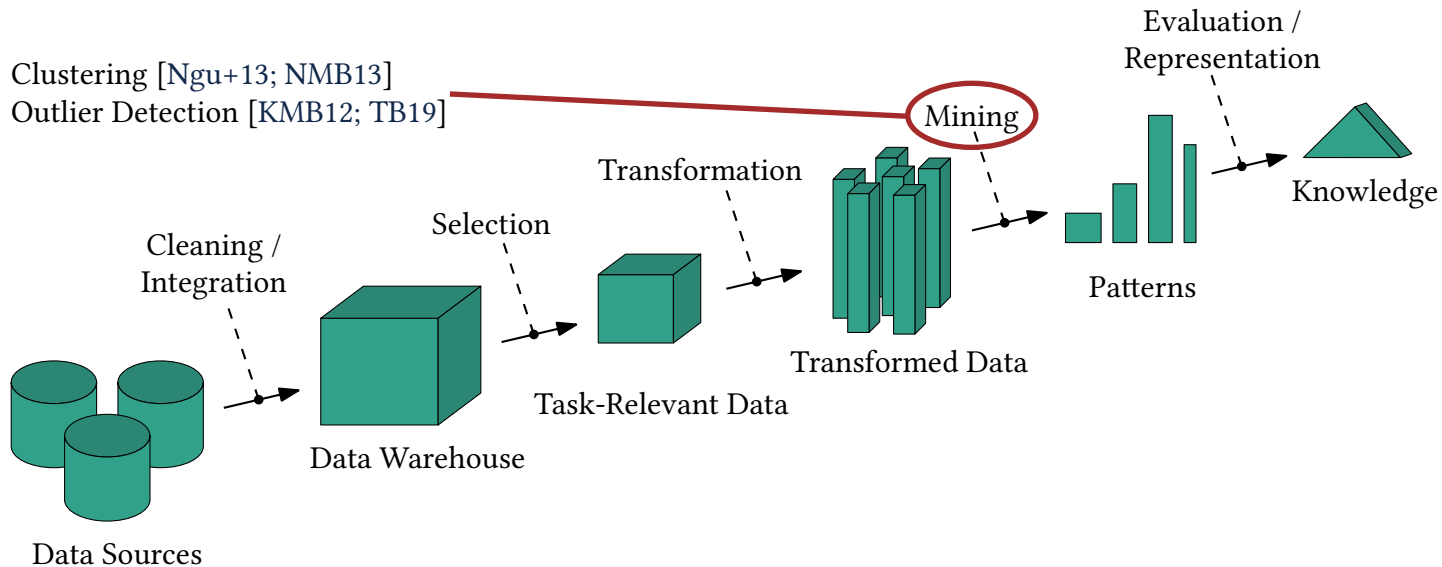 Evaluation /
Representation
Clustering [Ngu+13; NMB13]
Outlier Detection [KMB12; TB19]
Mining
Transformation
Knowledge
Selection
Cleaning /
Integration
Patterns
Transformed Data
Task-Relevant Data
Data Warehouse
Data Sources